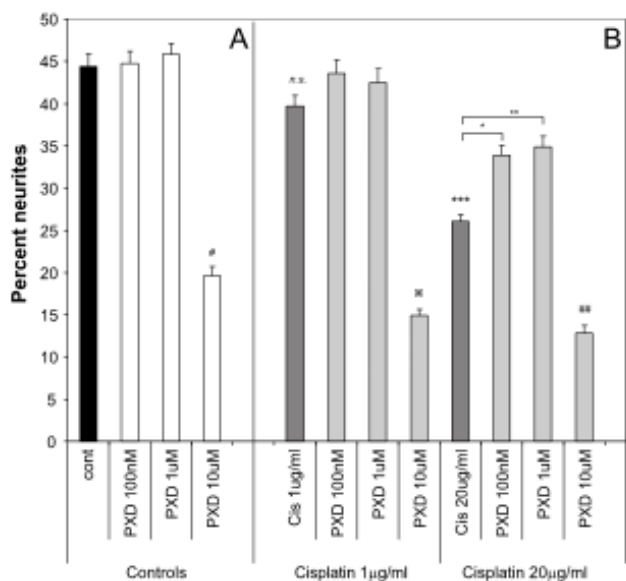 A
B
Percent neurites
50
45
40
35
30
25
20
15
10
5
0
#
n.s.
***
*
**
##
cont
PXD 100nM
PXD 1uM
PXD 10uM
Cis 1ug/ml
PXD 100nM
PXD 1uM
PXD 10uM
Cis 20ug/ml
PXD 100nM
PXD 1uM
PXD 10uM
Controls
Cisplatin 1µg/ml
Cisplatin 20µg/ml